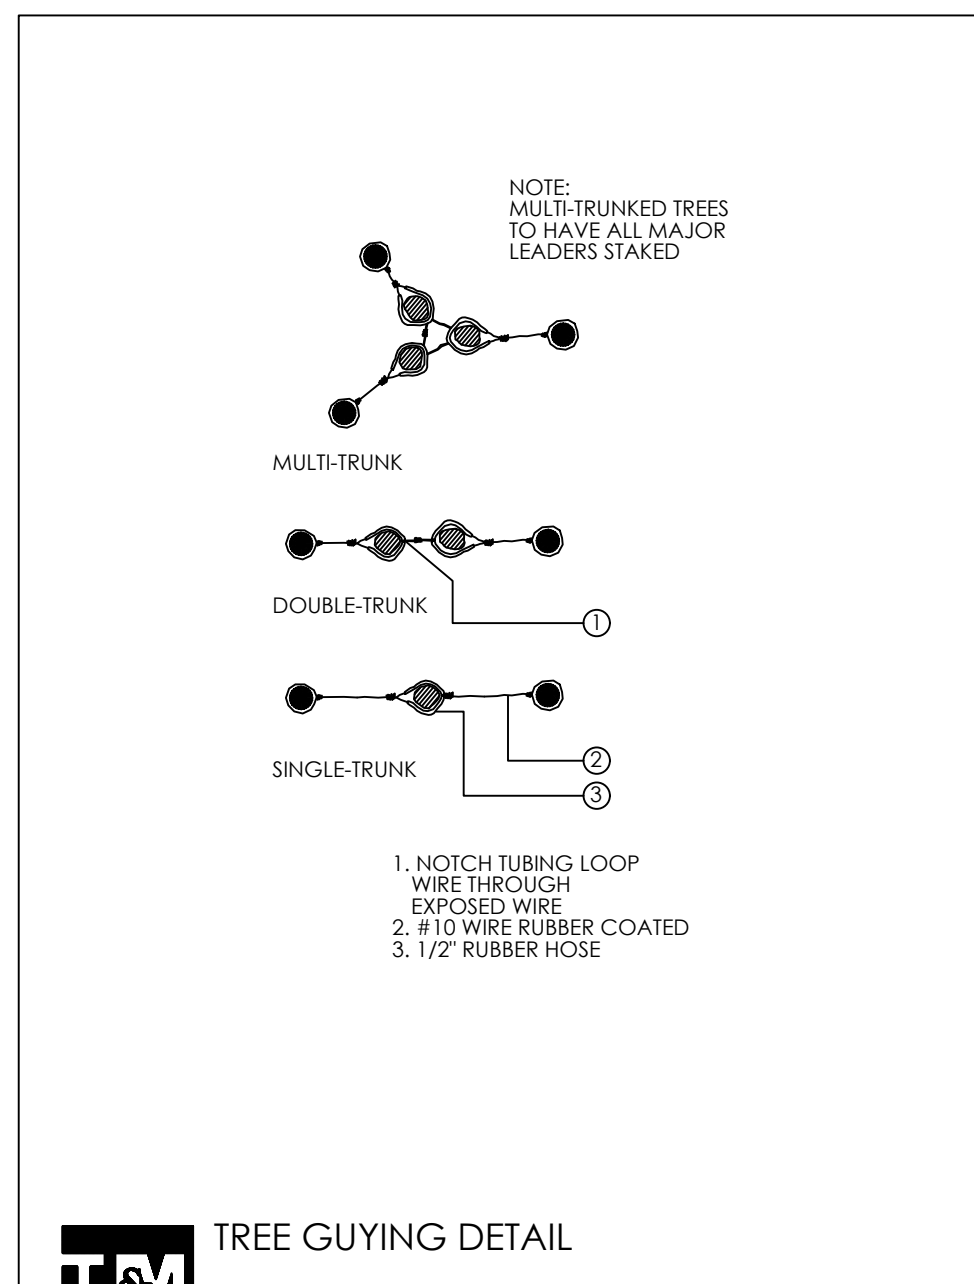 NOTE:
MULTI-TRUNKED TREES
TO HAVE ALL MAJOR
LEADERS STAKED
MULTI-TRUNK
DOUBLE-TRUNK
1
SINGLE-TRUNK
2
3
1. NOTCH TUBING LOOP
WIRE THROUGH
EXPOSED WIRE
2. #10 WIRE RUBBER COATED
3. 1/2" RUBBER HOSE
TREE GUYING DETAIL